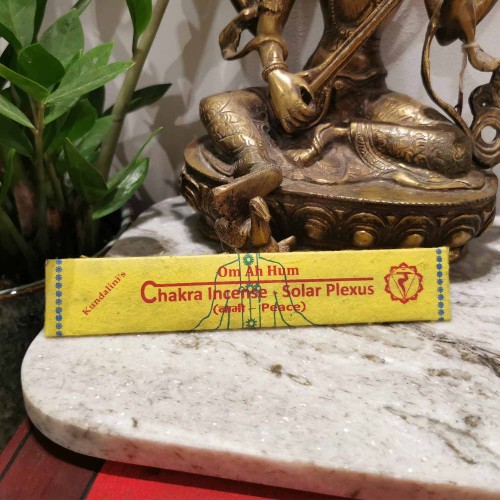 Kundalini's
Om Ah Hum
Chakra Incense - Solar Plexus
- Peace)